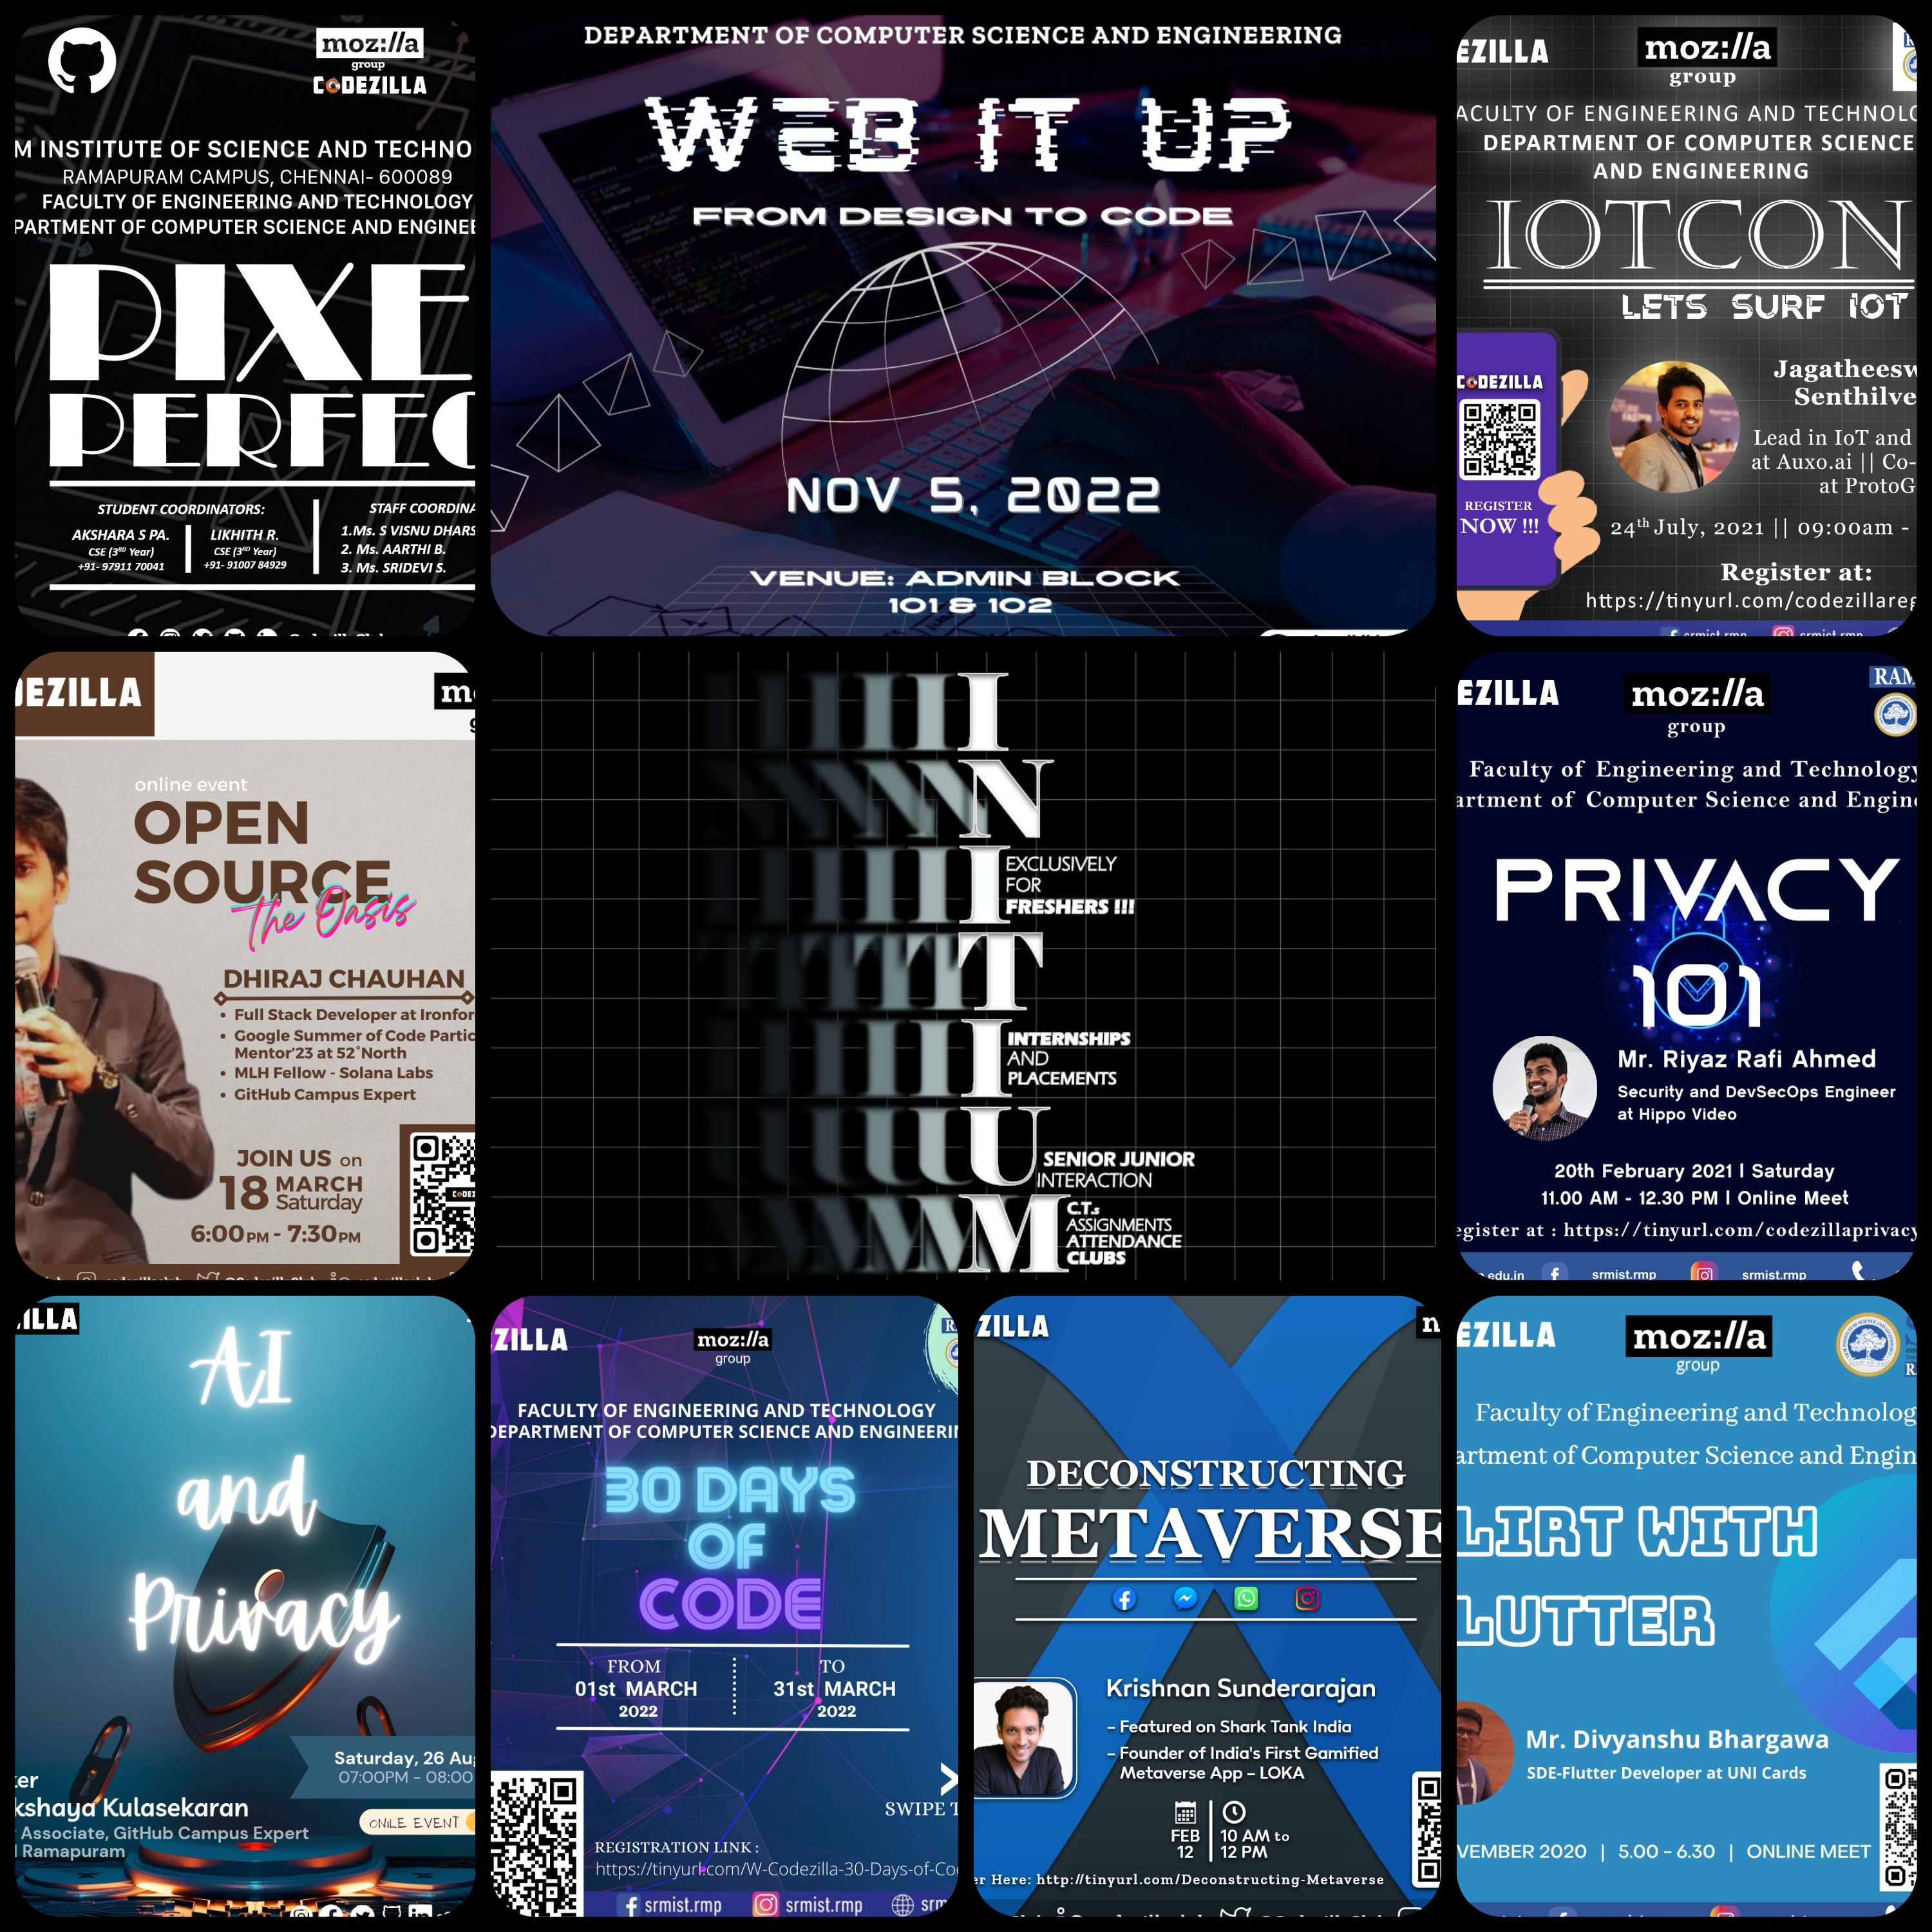 moz://a
group
CODEZILLA
M INSTITUTE OF SCIENCE AND TECHNO
RAMAPURAM CAMPUS, CHENNAI- 600089
FACULTY OF ENGINEERING AND TECHNOLOGY
PARTMENT OF COMPUTER SCIENCE AND ENGINEE
PIXE
PERFEC
STUDENT COORDINATORS:
AKSHARA S PA.
CSE (3RD Year)
+91- 97911 70041
LIKHITH R.
CSE (3RD Year)
+91- 91007 84929
STAFF COORDINA
1.Ms. S VISNU DHARS
2. Ms. AARTHI B.
3. Ms. SRIDEVI S.
DEPARTMENT OF COMPUTER SCIENCE AND ENGINEERING
WEB IT UP
FROM DESIGN TO CODE
NOV 5, 2022
VENUE: ADMIN BLOCK
101 & 102
EZILLA
moz://a
group
ACULTY OF ENGINEERING AND TECHNOLO
DEPARTMENT OF COMPUTER SCIENCE
AND ENGINEERING
IOTCON
LETS SURF IOT
CODEZILLA
REGISTER
NOW !!!
Jagatheesw
Senthilve
Lead in IoT and
at Auxo.ai || Co-
at ProtoG
24th July, 2021 || 09:00am -
Register at:
https://tinyurl.com/codezillareg
srmist.rmp
srmist.rmp
DEZILLA
online event
OPEN
SOURCE
The Oasis
DHIRAJ CHAUHAN
• Full Stack Developer at Ironfor
• Google Summer of Code Partic
Mentor'23 at 52°North
• MLH Fellow - Solana Labs
• GitHub Campus Expert
JOIN US on
18 MARCH
Saturday
6:00PM - 7:30PM
INITIUM
EXCLUSIVELY
FOR
FRESHERS !!!
INTERNSHIPS
AND
PLACEMENTS
SENIOR JUNIOR
INTERACTION
C.T.s
ASSIGNMENTS
ATTENDANCE
CLUBS
EZILLA
moz://a
group
RAM
Faculty of Engineering and Technology
artment of Computer Science and Engine
PRIVACY
101
Mr. Riyaz Rafi Ahmed
Security and DevSecOps Engineer
at Hippo Video
20th February 2021 | Saturday
11.00 AM - 12.30 PM | Online Meet
egister at : https://tinyurl.com/codezillaprivacy
.edu.in
srmist.rmp
srmist.rmp
ILLA
AI
and
Privacy
Saturday, 26 Aug
07:00PM – 08:00
ker
kshaya Kulasekaran
Associate, GitHub Campus Expert
Ramapuram
ONILE EVENT
ZILLA
moz://a
group
FACULTY OF ENGINEERING AND TECHNOLOGY
DEPARTMENT OF COMPUTER SCIENCE AND ENGINEERIN
30 DAYS
OF
CODE
FROM
01st MARCH
2022
TO
31st MARCH
2022
SWIPE T
REGISTRATION LINK :
https://tinyurl.com/W-Codezilla-30-Days-of-Co
srmist.rmp
srmist.rmp
srm
ZILLA
DECONSTRUCTING
METAVERSE
Krishnan Sunderarajan
– Featured on Shark Tank India
– Founder of India's First Gamified
Metaverse App – LOKA
FEB
12
10 AM to
12 PM
er Here: http://tinyurl.com/Deconstructing-Metaverse
EZILLA
moz://a
group
Faculty of Engineering and Technolog
artment of Computer Science and Engin
LIRT WITH
LUTTER
Mr. Divyanshu Bhargawa
SDE-Flutter Developer at UNI Cards
VEMBER 2020 | 5.00 – 6.30 | ONLINE MEET